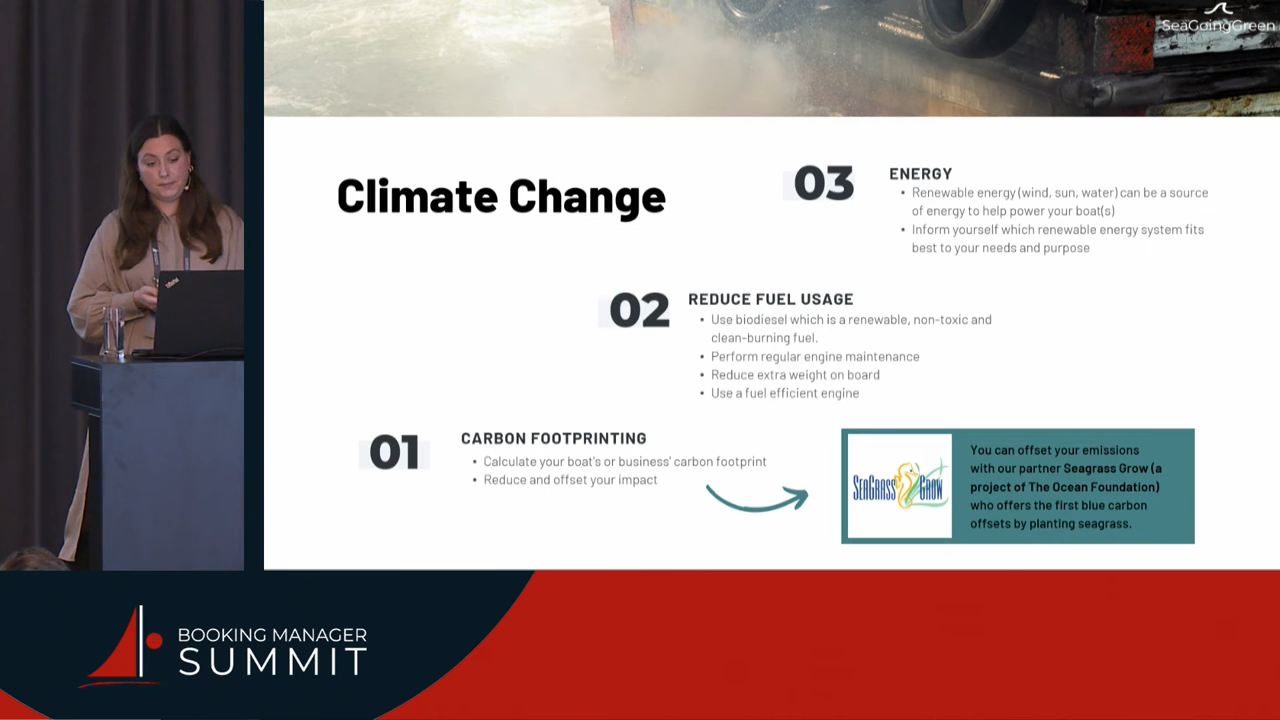 SeaGoingGreen
Climate Change
03
ENERGY
• Renewable energy (wind, sun, water) can be a source
of energy to help power your boat(s)
• Inform yourself which renewable energy system fits
best to your needs and purpose
02
REDUCE FUEL USAGE
• Use biodiesel which is a renewable, non-toxic and
clean-burning fuel.
• Perform regular engine maintenance
• Reduce extra weight on board
• Use a fuel efficient engine
01
CARBON FOOTPRINTING
• Calculate your boat's or business' carbon footprint
• Reduce and offset your impact
SEAGRASS GROW
You can offset your emissions
with our partner Seagrass Grow (a
project of The Ocean Foundation)
who offers the first blue carbon
offsets by planting seagrass.
ThinkPad
BOOKING MANAGER
SUMMIT